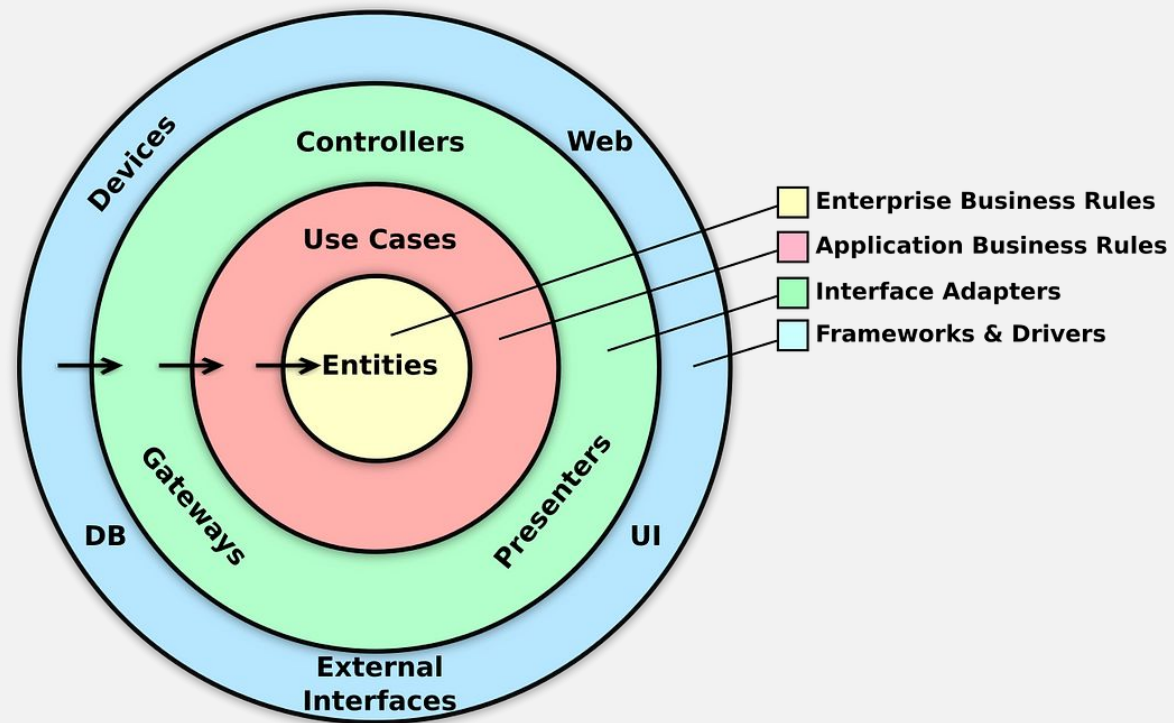 Devices
Controllers
Web
Use Cases
Entities
Gateways
Presenters
DB
UI
External
Interfaces
Enterprise Business Rules
Application Business Rules
Interface Adapters
Frameworks & Drivers